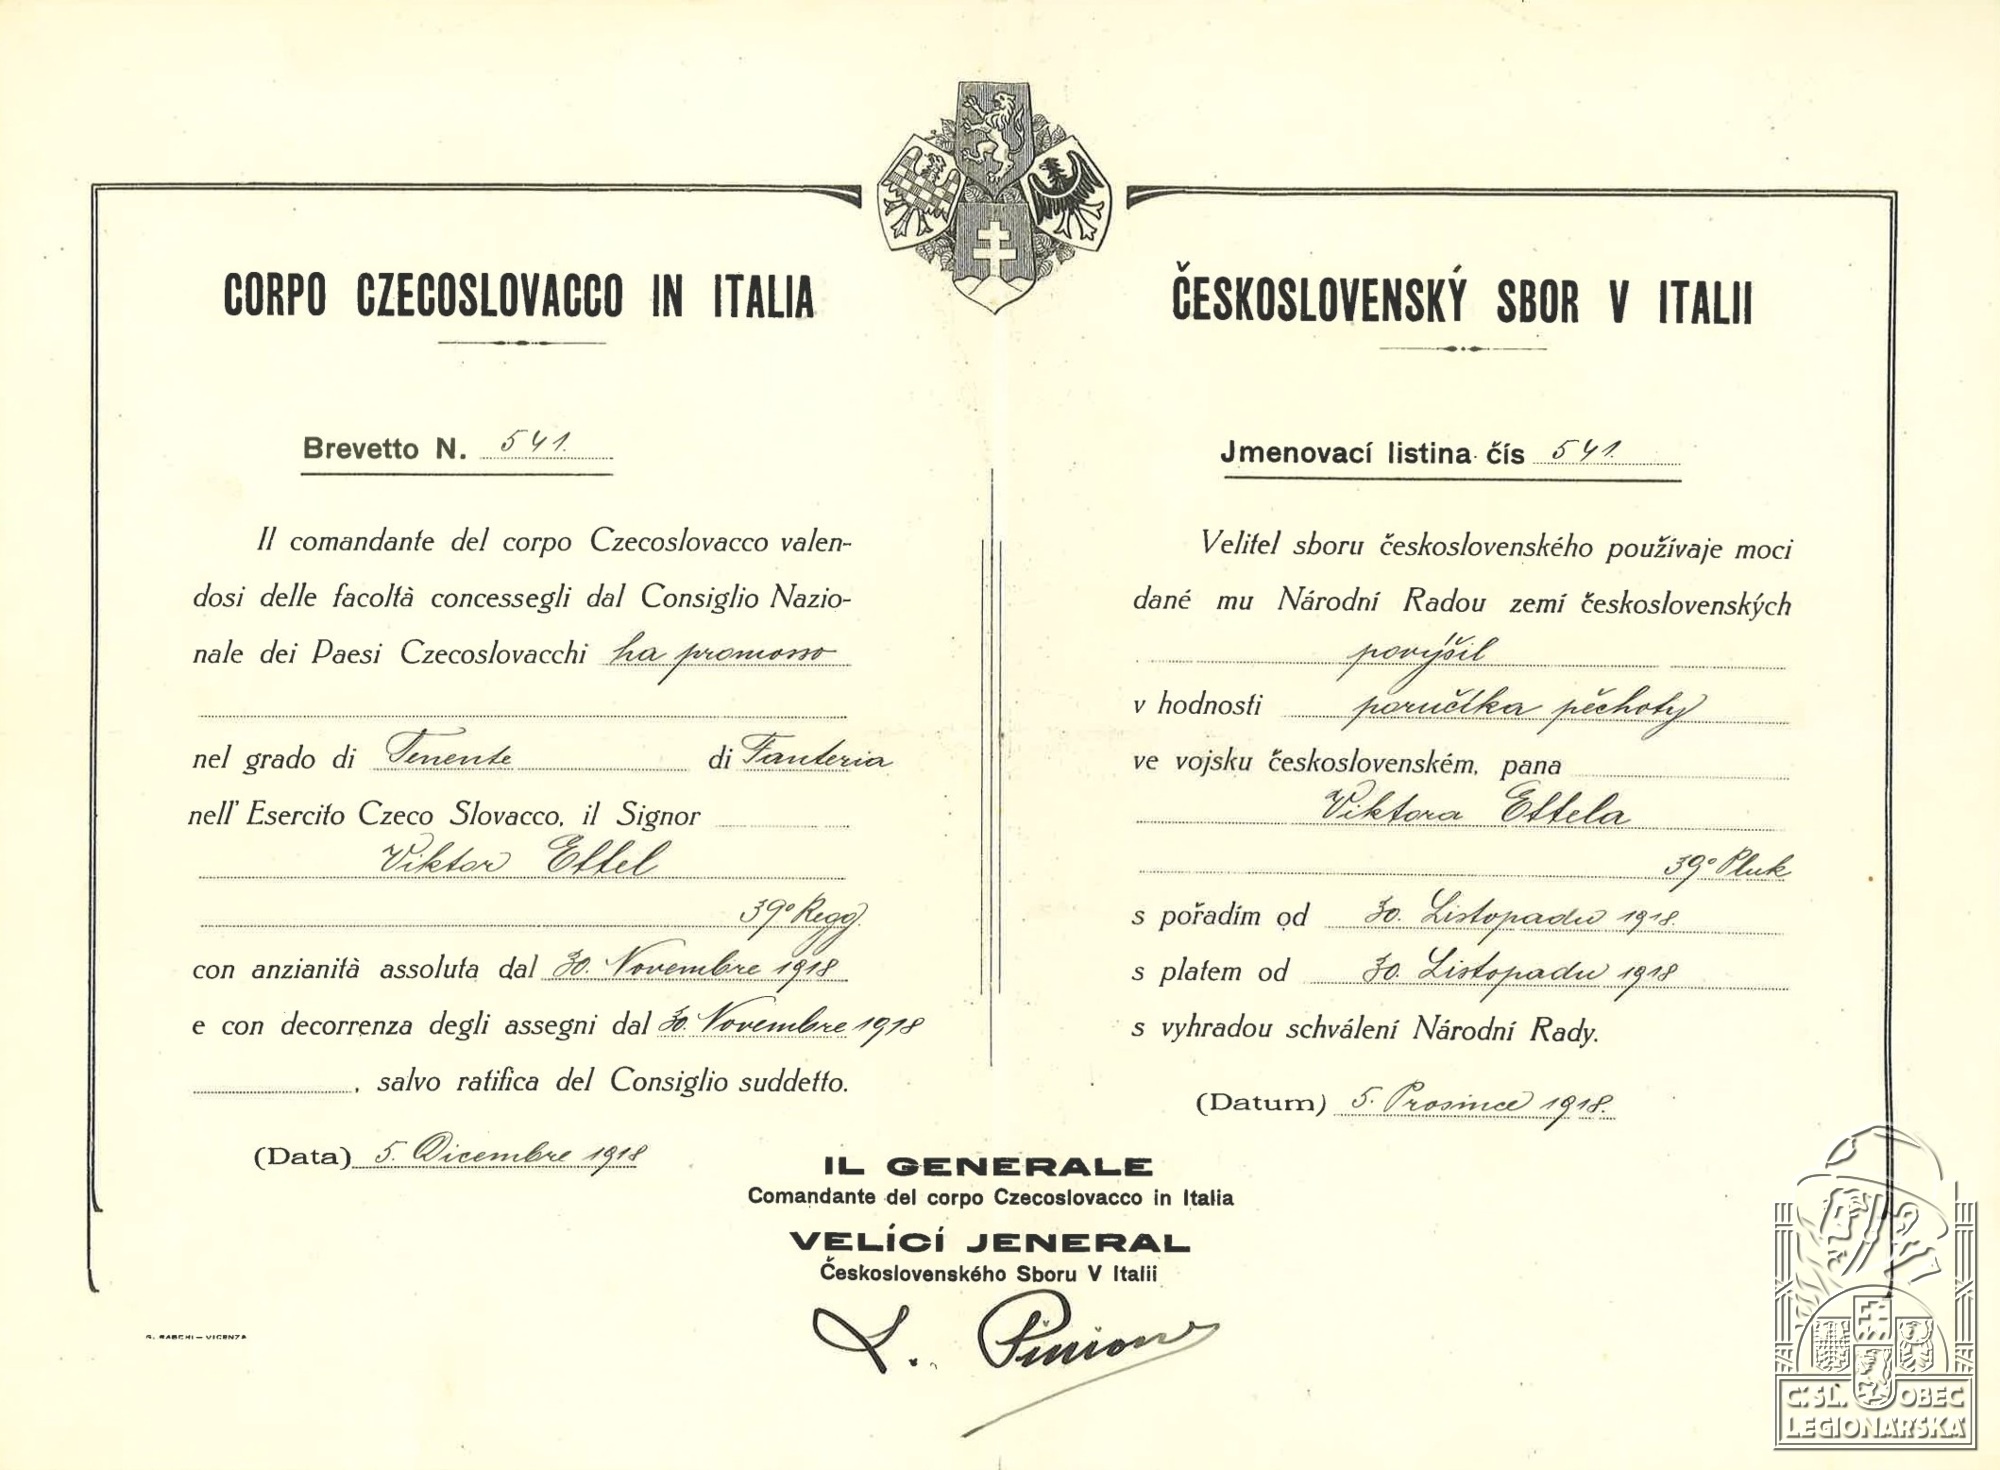 CORPO CZECOSLOVACCO IN ITALIA
Brevetto N. 541.
Il comandante del corpo Czecoslovacco valen-
dosi delle facoltà concessegli dal Consiglio Nazio-
nale dei Paesi Czecoslovacchi ha promosso
nel grado di Tenente di Fanteria
nell' Esercito Czeco Slovacco, il Signor
Viktor Ettel
39º Regg.
con anzianità assoluta dal 30. Novembre 1918
e con decorrenza degli assegni dal 30. Novembre 1918
, salvo ratifica del Consiglio suddetto.
(Data) 5. Dicembre 1918
ČESKOSLOVENSKÝ SBOR V ITALII
Jmenovací listina čís 541.
Velitel sboru československého používaje moci
dané mu Národní Radou zemí československých
povýšil
v hodnosti poručíka pěchoty
ve vojsku československém, pana
Viktora Ettela
39º Pluk
s pořadím od 30. Listopadu 1918.
s platem od 30. Listopadu 1918
s vyhradou schválení Národní Rady.
(Datum) 5. Prosince 1918.
IL GENERALE
Comandante del corpo Czecoslovacco in Italia
VELÍCÍ JENERAL
Československého Sboru V Italii
VICENZA
Č. SL. OBEC
LEGIONÁŘSKÁ